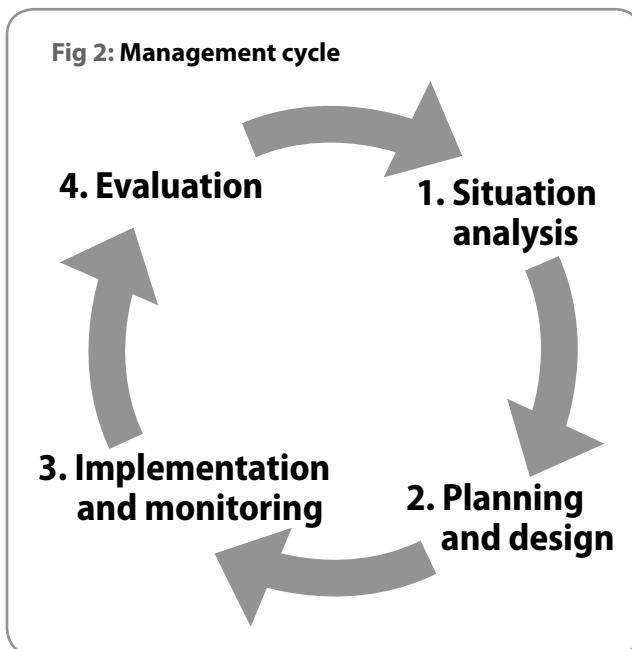 Fig 2: Management cycle
1. Situation
analysis
2. Planning
and design
3. Implementation
and monitoring
4. Evaluation